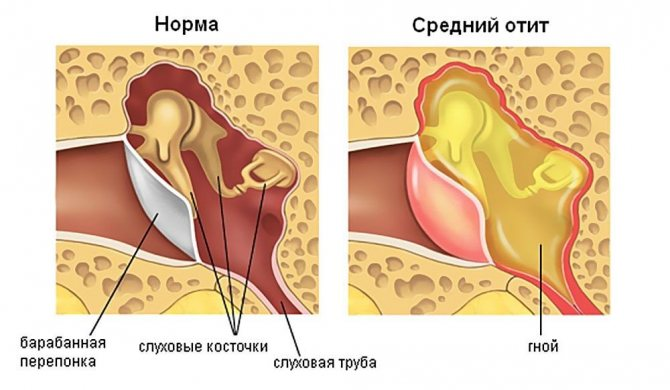 Норма
Средний отит
барабанная
перепонка
слуховые косточки
слуховая труба
гной